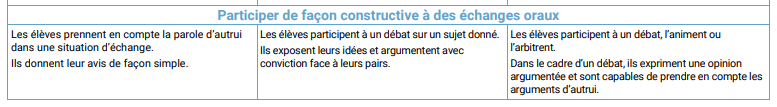 Participer de façon constructive à des échanges oraux
Les élèves prennent en compte la parole d'autrui
dans une situation d'échange.
Ils donnent leur avis de façon simple.
Les élèves participent à un débat sur un sujet donné.
Ils exposent leurs idées et argumentent avec
conviction face à leurs pairs.
Les élèves participent à un débat, l'animent ou
l'arbitrent.
Dans le cadre d'un débat, ils expriment une opinion
argumentée et sont capables de prendre en compte les
arguments d'autrui.